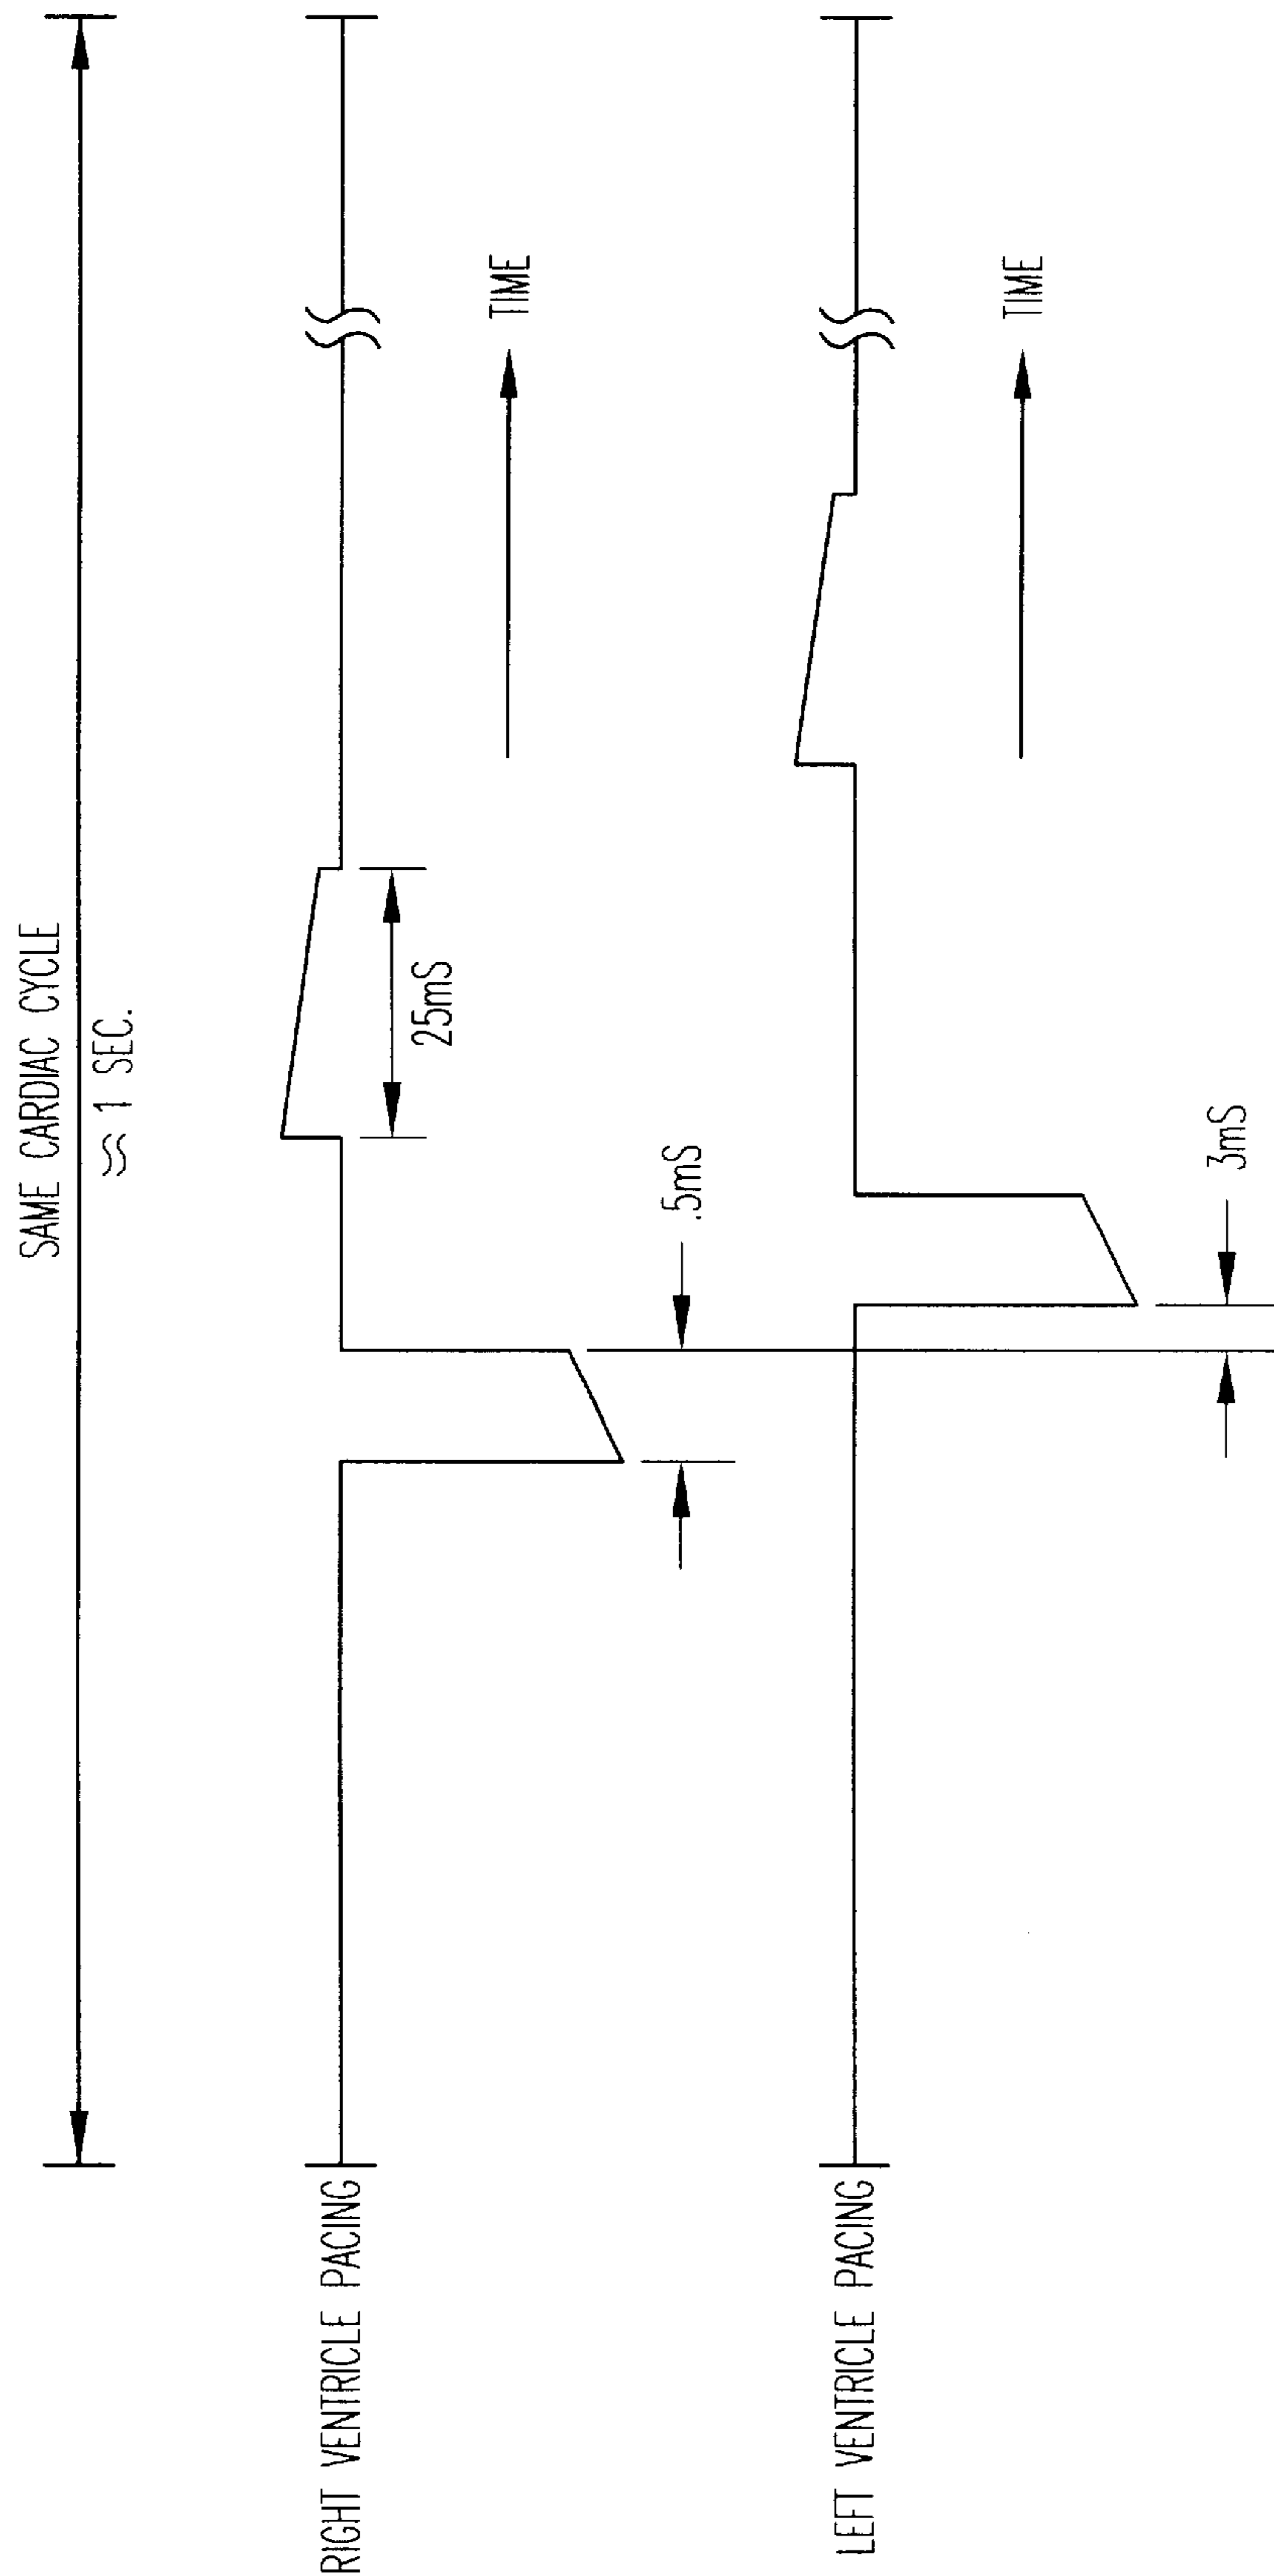 SAME CARDIAC CYCLE
≈ 1 SEC.
RIGHT VENTRICLE PACING
25mS
TIME
.5mS
LEFT VENTRICLE PACING
TIME
3mS